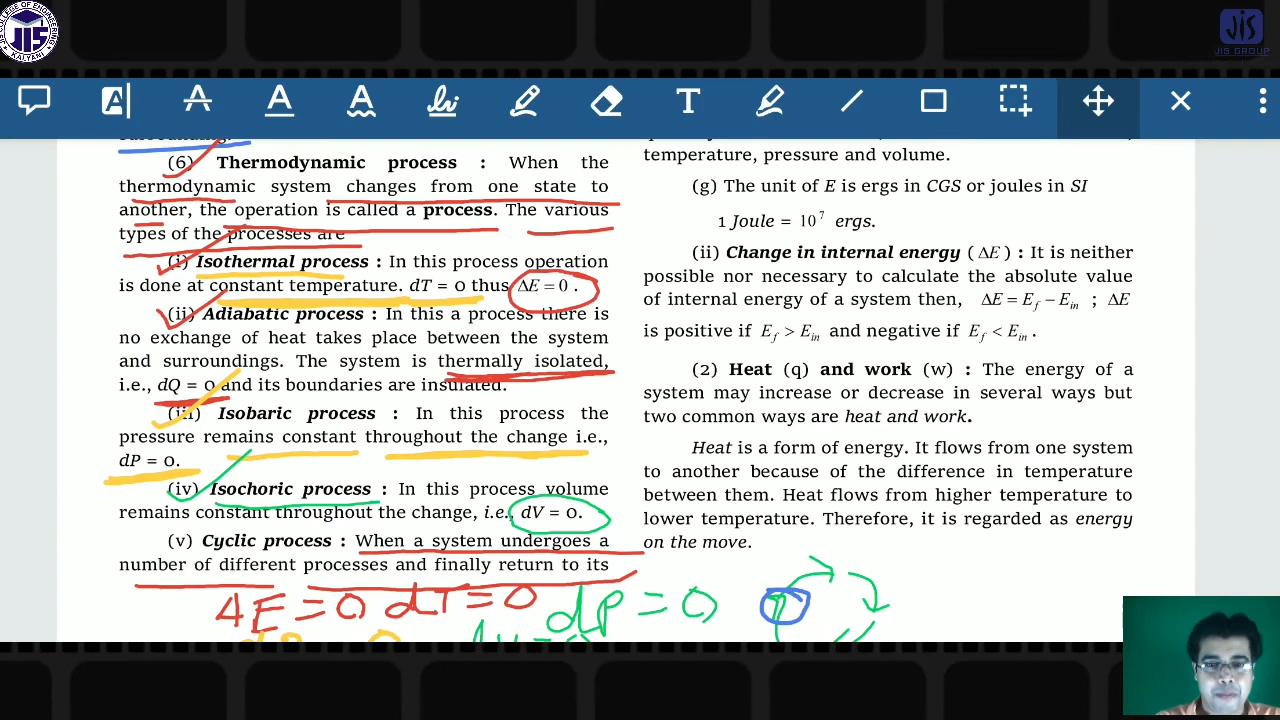 JIS COLLEGE OF ENGINEERING
JIS
KALYANI
JIS
JIS GROUP
A
A
A
A
T
surrounding.
(6) Thermodynamic process : When the
thermodynamic system changes from one state to
another, the operation is called a process. The various
types of the processes are
(i) Isothermal process : In this process operation
is done at constant temperature. dT = 0 thus ΔE = 0 .
(ii) Adiabatic process : In this a process there is
no exchange of heat takes place between the system
and surroundings. The system is thermally isolated,
i.e., dQ = 0 and its boundaries are insulated.
(iii) Isobaric process : In this process the
pressure remains constant throughout the change i.e.,
dP = 0.
(iv) Isochoric process : In this process volume
remains constant throughout the change, i.e., dV = 0.
(v) Cyclic process : When a system undergoes a
number of different processes and finally return to its
ΔE = 0 dT = 0 dP = 0
temperature, pressure and volume.
(g) The unit of E is ergs in CGS or joules in SI
1 Joule = 10⁷ ergs.
(ii) Change in internal energy ( ΔE ) : It is neither
possible nor necessary to calculate the absolute value
of internal energy of a system then, ΔE = E_f − E_in ; ΔE
is positive if E_f > E_in and negative if E_f < E_in .
(2) Heat (q) and work (w) : The energy of a
system may increase or decrease in several ways but
two common ways are heat and work.
Heat is a form of energy. It flows from one system
to another because of the difference in temperature
between them. Heat flows from higher temperature to
lower temperature. Therefore, it is regarded as energy
on the move.